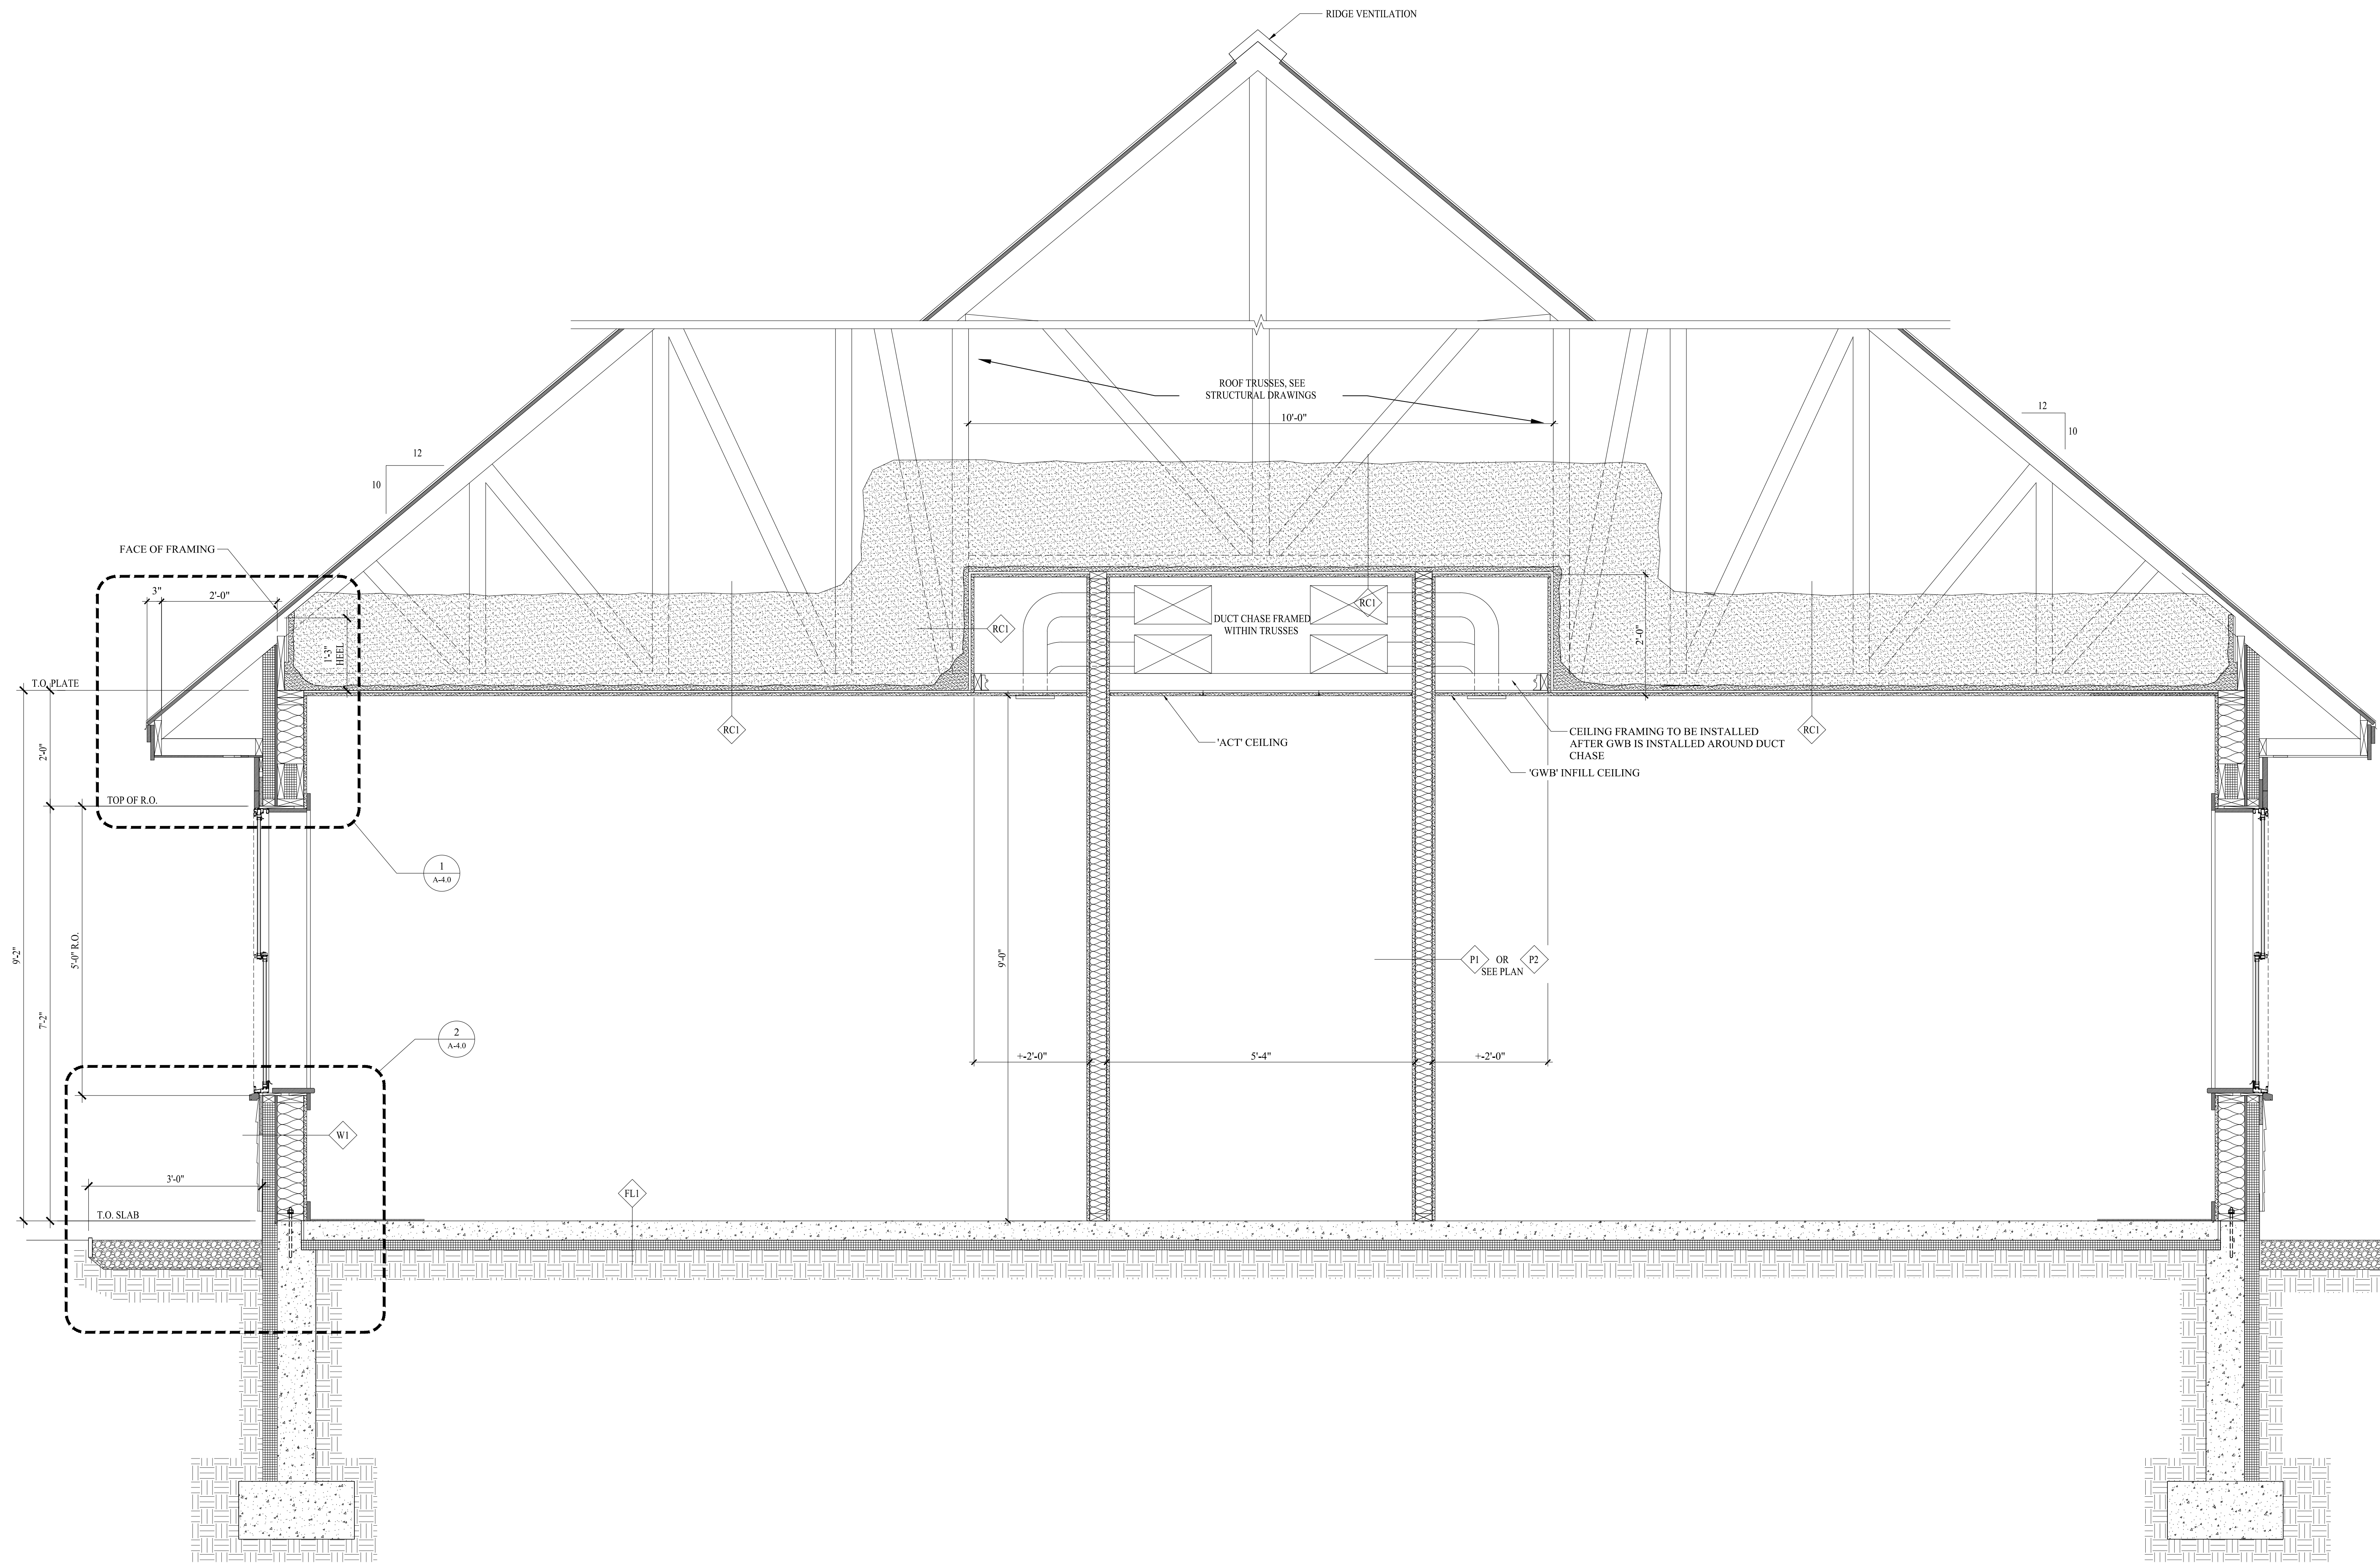 RIDGE VENTILATION
ROOF TRUSSES, SEE
STRUCTURAL DRAWINGS
10'-0"
12
10
12
10
FACE OF FRAMING
3"
2'-0"
1'-3"
HEEL
RC1
RC1
DUCT CHASE FRAMED
WITHIN TRUSSES
2'-0"
T.O. PLATE
RC1
'ACT' CEILING
CEILING FRAMING TO BE INSTALLED
AFTER GWB IS INSTALLED AROUND DUCT
CHASE
RC1
'GWB' INFILL CEILING
2'-0"
TOP OF R.O.
1
A-4.0
9'-2"
5'-0" R.O.
9'-0"
P1 OR P2
SEE PLAN
7'-2"
2
A-4.0
+-2'-0"
5'-4"
+-2'-0"
W1
3'-0"
FL1
T.O. SLAB